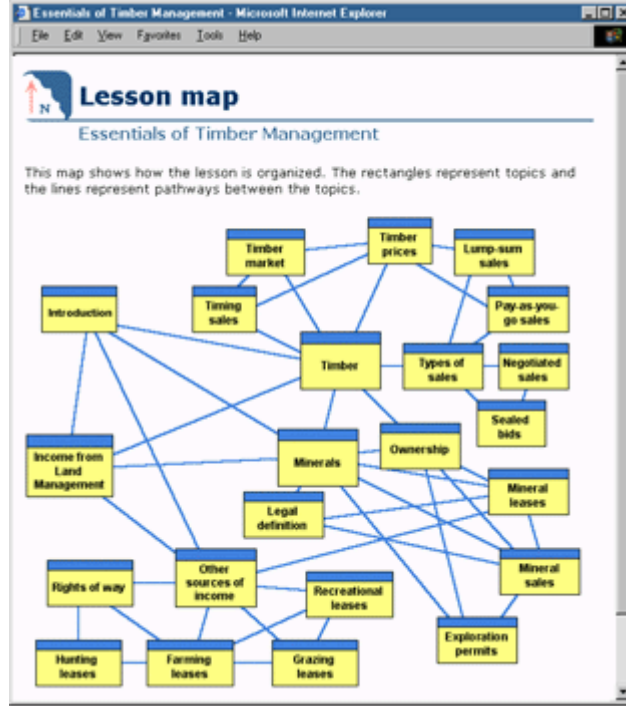 Essentials of Timber Management - Microsoft Internet Explorer
File Edit View Favorites Tools Help
N
Lesson map
Essentials of Timber Management
This map shows how the lesson is organized. The rectangles represent topics and
the lines represent pathways between the topics.
Timber
market
Timber
prices
Lump-sum
sales
Introduction
Timing
sales
Pay-as-you-
go sales
Timber
Types of
sales
Negotiated
sales
Sealed
bids
Income from
Land
Management
Minerals
Ownership
Legal
definition
Mineral
leases
Rights of way
Other
sources of
income
Recreational
leases
Mineral
sales
Hunting
leases
Farming
leases
Grazing
leases
Exploration
permits